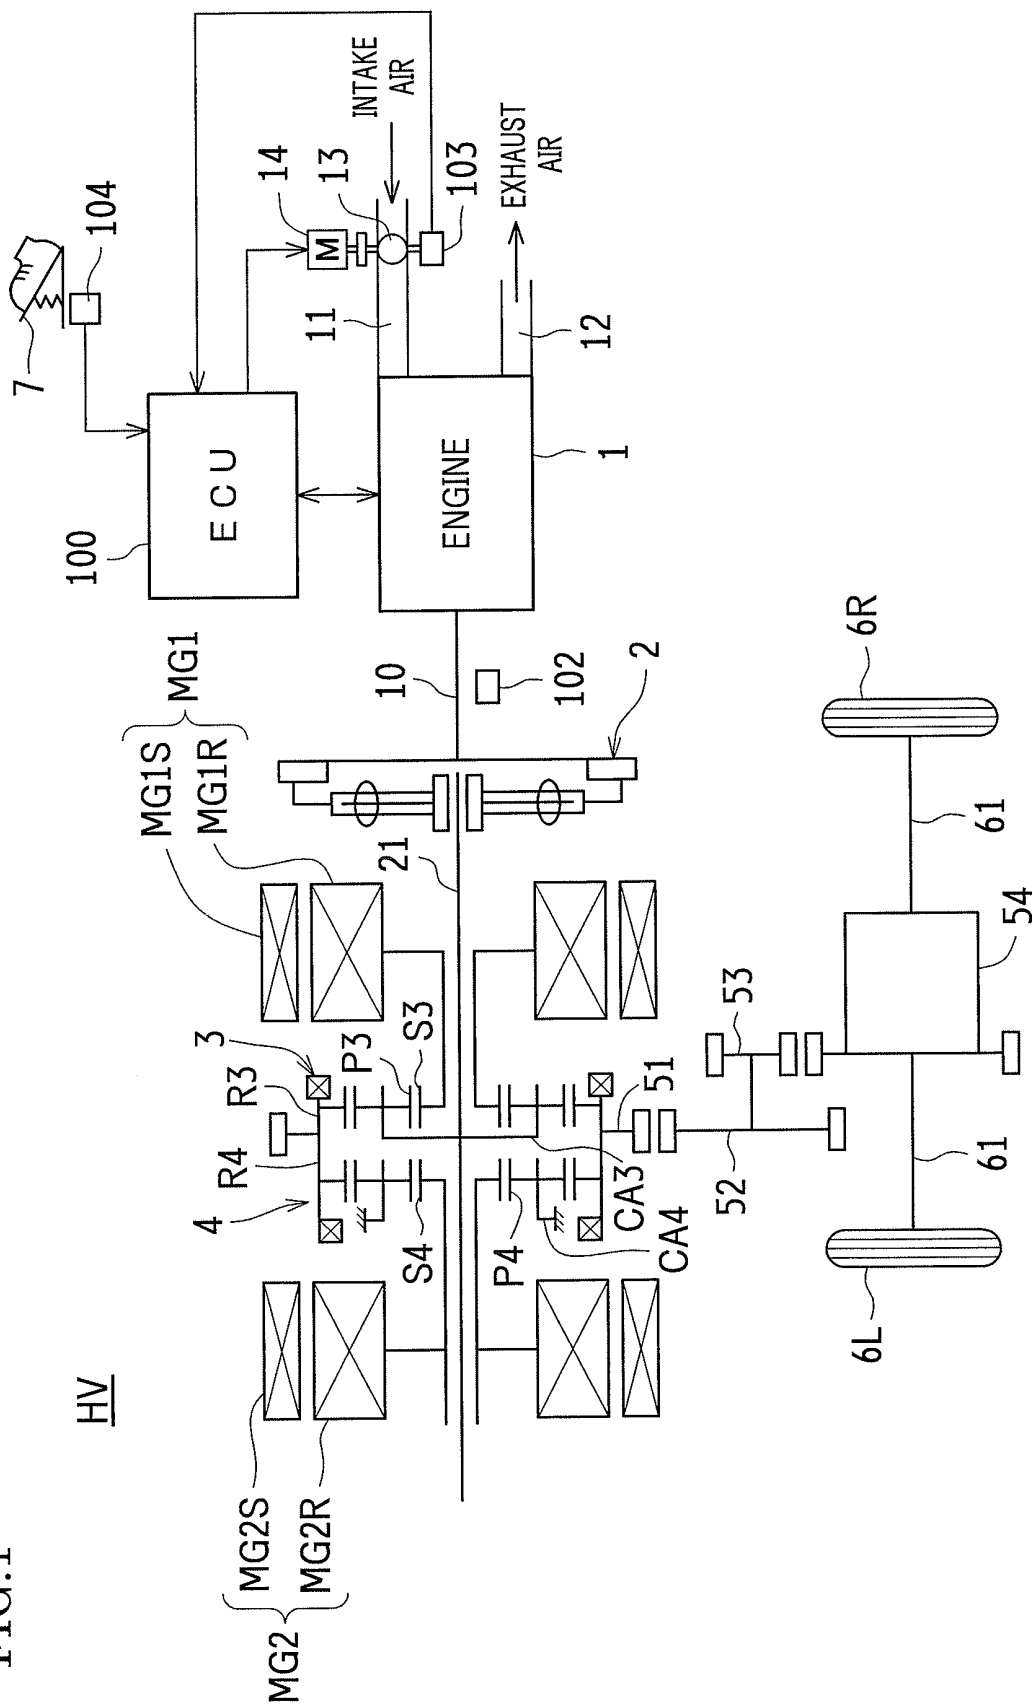 FIG.1
HV
7
104
100
ECU
14
M
13
INTAKE
AIR
103
11
EXHAUST
AIR
12
ENGINE
1
MG1
MG1S
MG1R
10
102
2
21
3
R3
P3
S3
R4
4
S4
P4
CA3
CA4
51
52
53
54
61
61
6R
6L
MG2S
MG2R
MG2